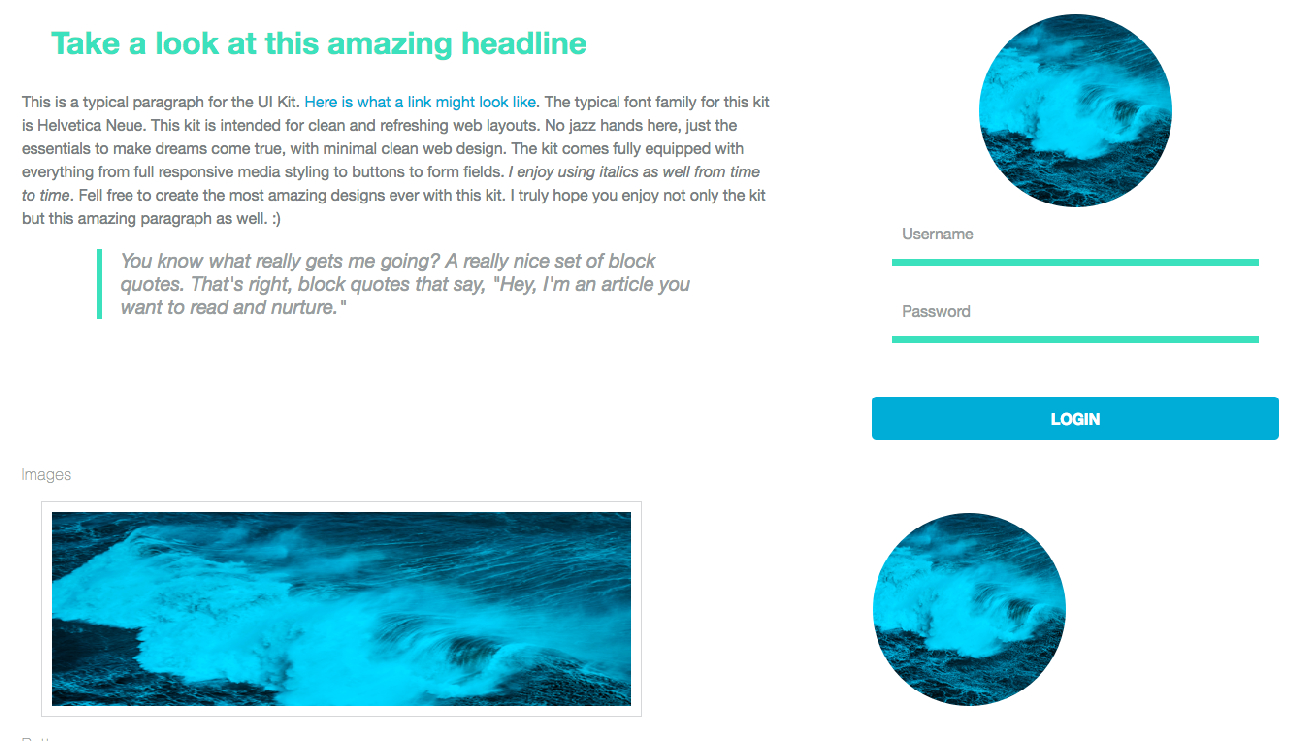 Take a look at this amazing headline
This is a typical paragraph for the UI Kit. Here is what a link might look like. The typical font family for this kit
is Helvetica Neue. This kit is intended for clean and refreshing web layouts. No jazz hands here, just the
essentials to make dreams come true, with minimal clean web design. The kit comes fully equipped with
everything from full responsive media styling to buttons to form fields. I enjoy using italics as well from time
to time. Fell free to create the most amazing designs ever with this kit. I truly hope you enjoy not only the kit
but this amazing paragraph as well. :)
You know what really gets me going? A really nice set of block
quotes. That's right, block quotes that say, "Hey, I'm an article you
want to read and nurture."
Username
Password
LOGIN
Images